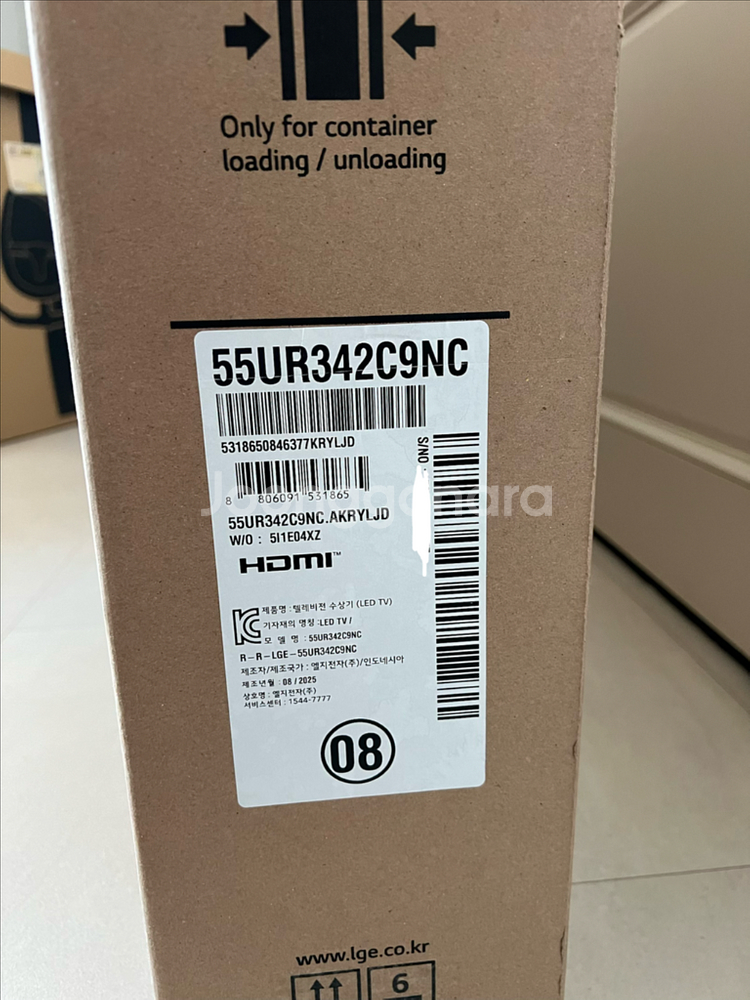 Only for container
loading / unloading
55UR342C9NC
5318650846377KRYLJD
S/NO
8 806091 531865
Joonggonara
55UR342C9NC.AKRYLJD
W/O : 5I1E04XZ
HDMI™
제품명 : 텔레비전 수상기 (LED TV)
기자재의 명칭 :LED TV /
모 델 명 : 55UR342C9NC
R-R-LGE-55UR342C9NC
제조자/제조국가 : 엘지전자(주)/인도네시아
제조년월 : 08 / 2025
상호명 : 엘지전자(주)
서비스센터 : 1544-7777
08
www.lge.co.kr
6